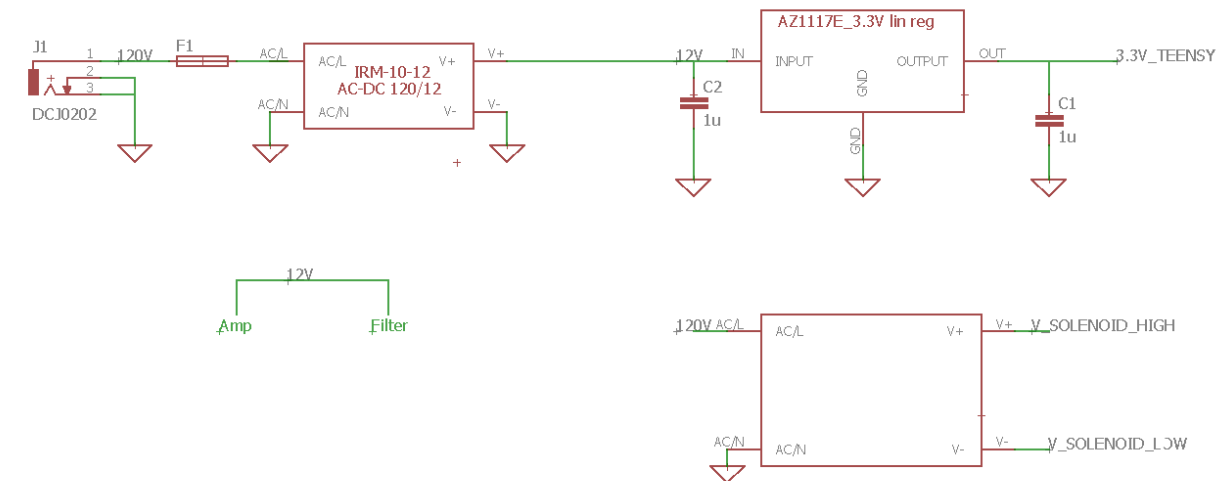 J1
1
2
3
DCJ0202
120V
F1
AC/L
AC/N
AC/L
AC/N
IRM-10-12
AC-DC 120/12
V+
V-
V+
V-
12V
C2
1u
IN
AZ1117E_3.3V lin reg
INPUT
GND
OUTPUT
GND
OUT
3.3V_TEENSY
C1
1u
12V
Amp
Filter
120V
AC/L
AC/N
AC/L
AC/N
V+
V-
V+
V-
V_SOLENOID_HIGH
V_SOLENOID_LOW